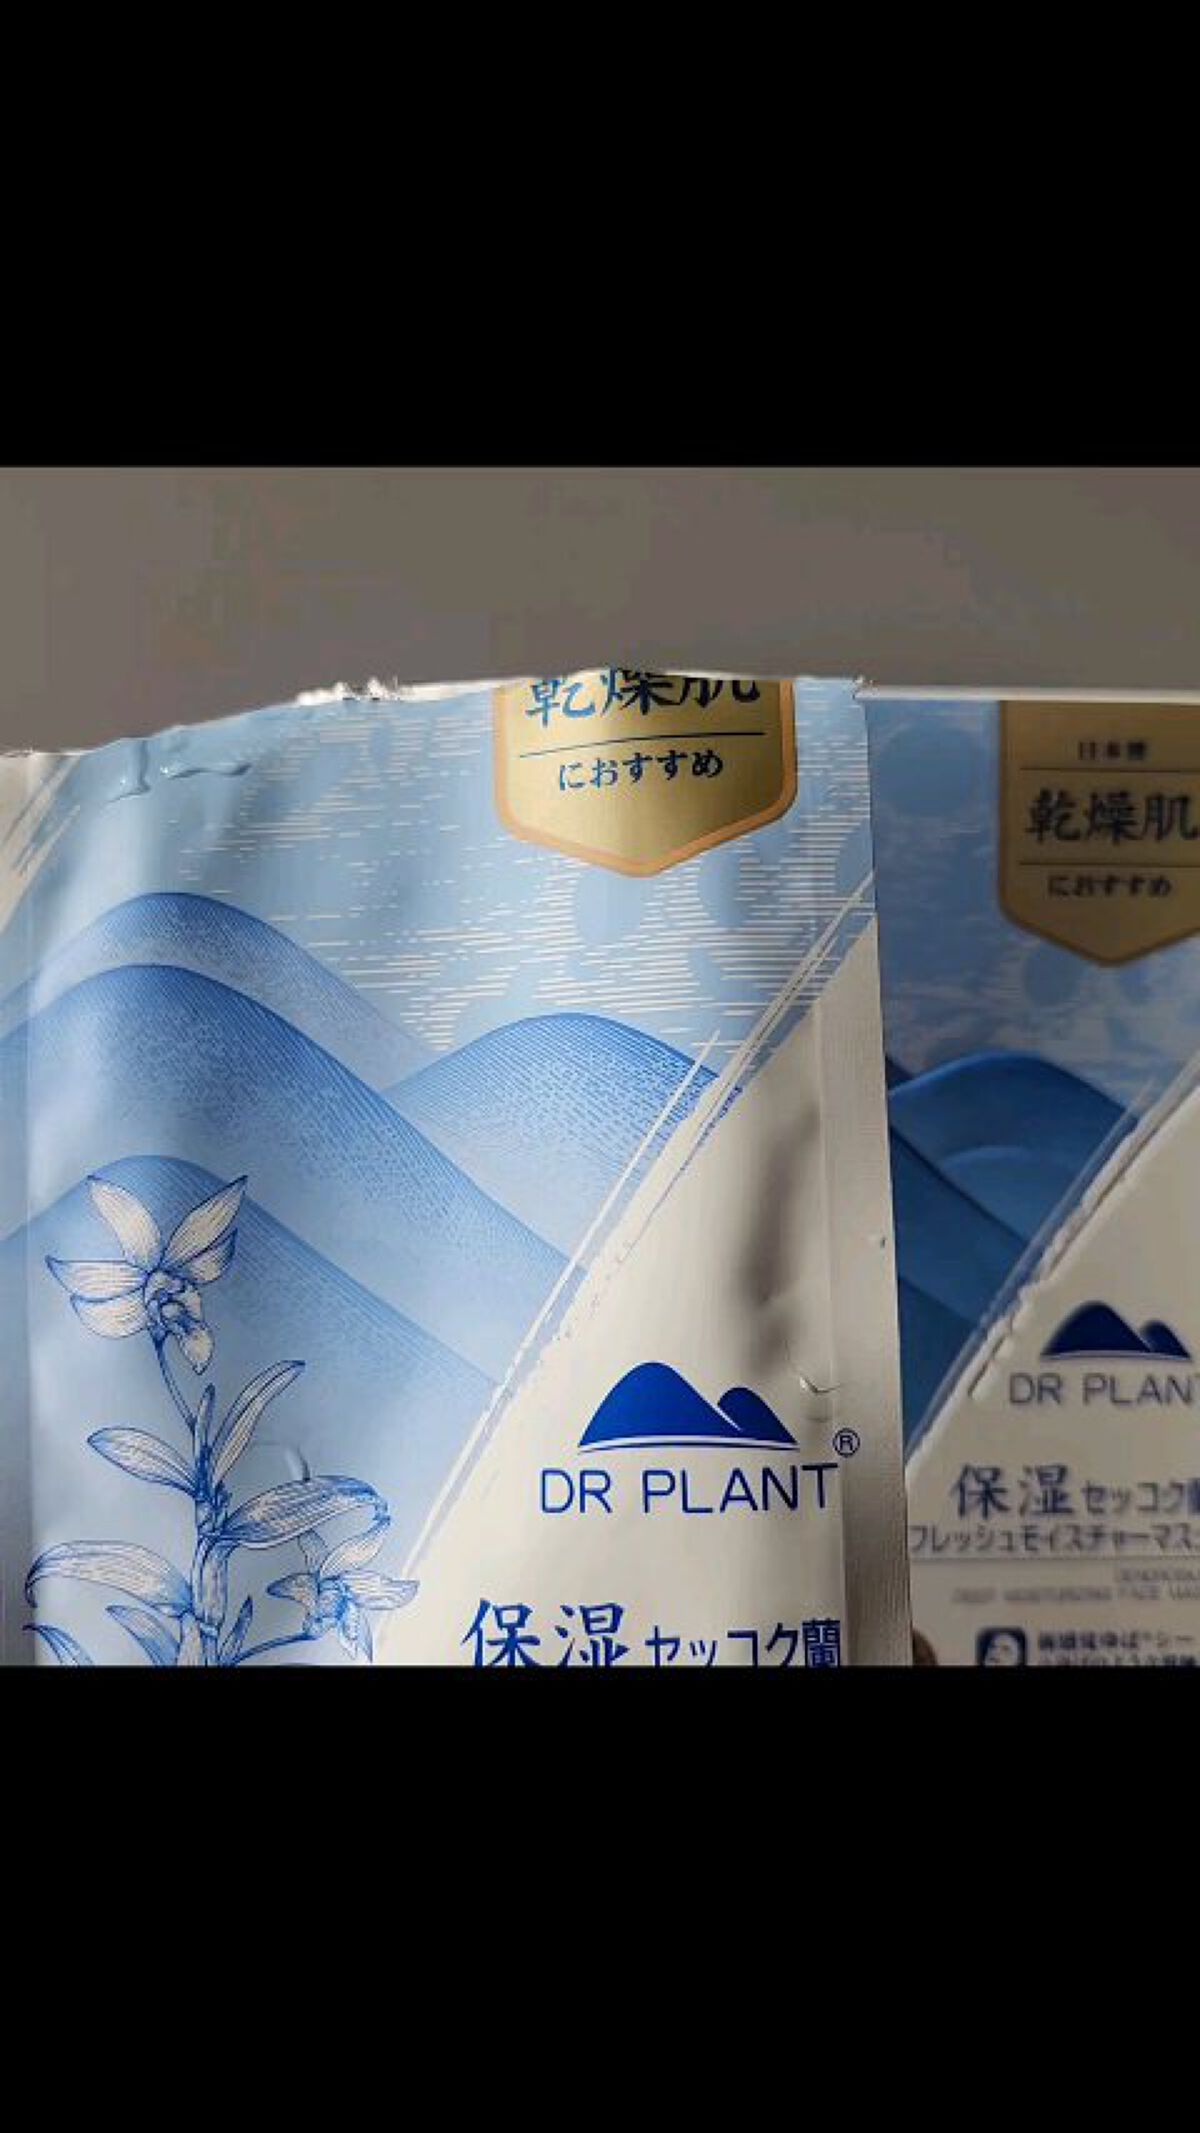 乾燥肌
におすすめ
DR PLANT®
保湿セッコク蘭
日本製
乾燥肌
におすすめ
DR PLANT
保湿セッコク
フレッシュモイスチャーマス